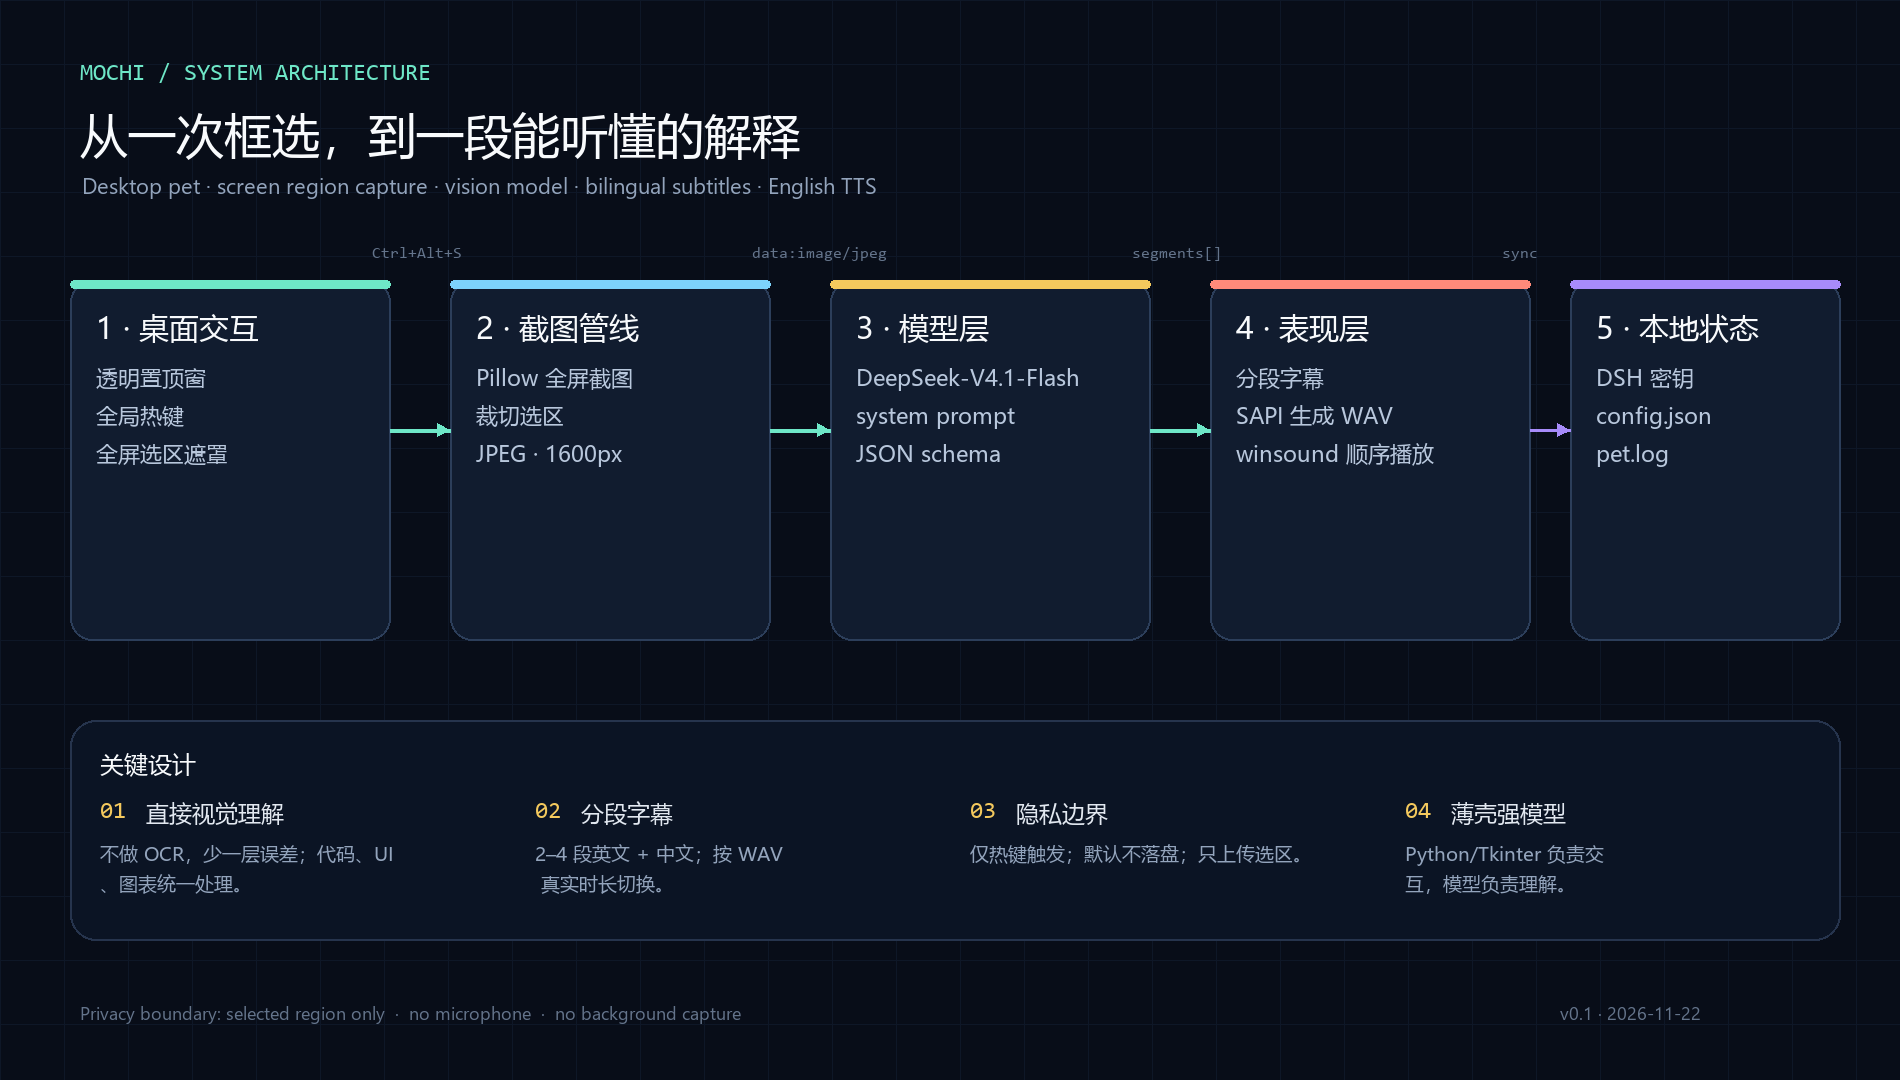 MOCHI / SYSTEM ARCHITECTURE
从一次框选，到一段能听懂的解释
Desktop pet · screen region capture · vision model · bilingual subtitles · English TTS
Ctrl+Alt+S
data:image/jpeg
segments[]
sync
1 · 桌面交互
透明置顶窗
全局热键
全屏选区遮罩
2 · 截图管线
Pillow 全屏截图
裁切选区
JPEG · 1600px
3 · 模型层
DeepSeek-V4.1-Flash
system prompt
JSON schema
4 · 表现层
分段字幕
SAPI 生成 WAV
winsound 顺序播放
5 · 本地状态
DSH 密钥
config.json
pet.log
关键设计
01 直接视觉理解
不做 OCR，少一层误差；代码、UI
、图表统一处理。
02 分段字幕
2–4 段英文 + 中文；按 WAV
真实时长切换。
03 隐私边界
仅热键触发；默认不落盘；只上传选区。
04 薄壳强模型
Python/Tkinter 负责交
互，模型负责理解。
Privacy boundary: selected region only · no microphone · no background capture
v0.1 · 2026-11-22